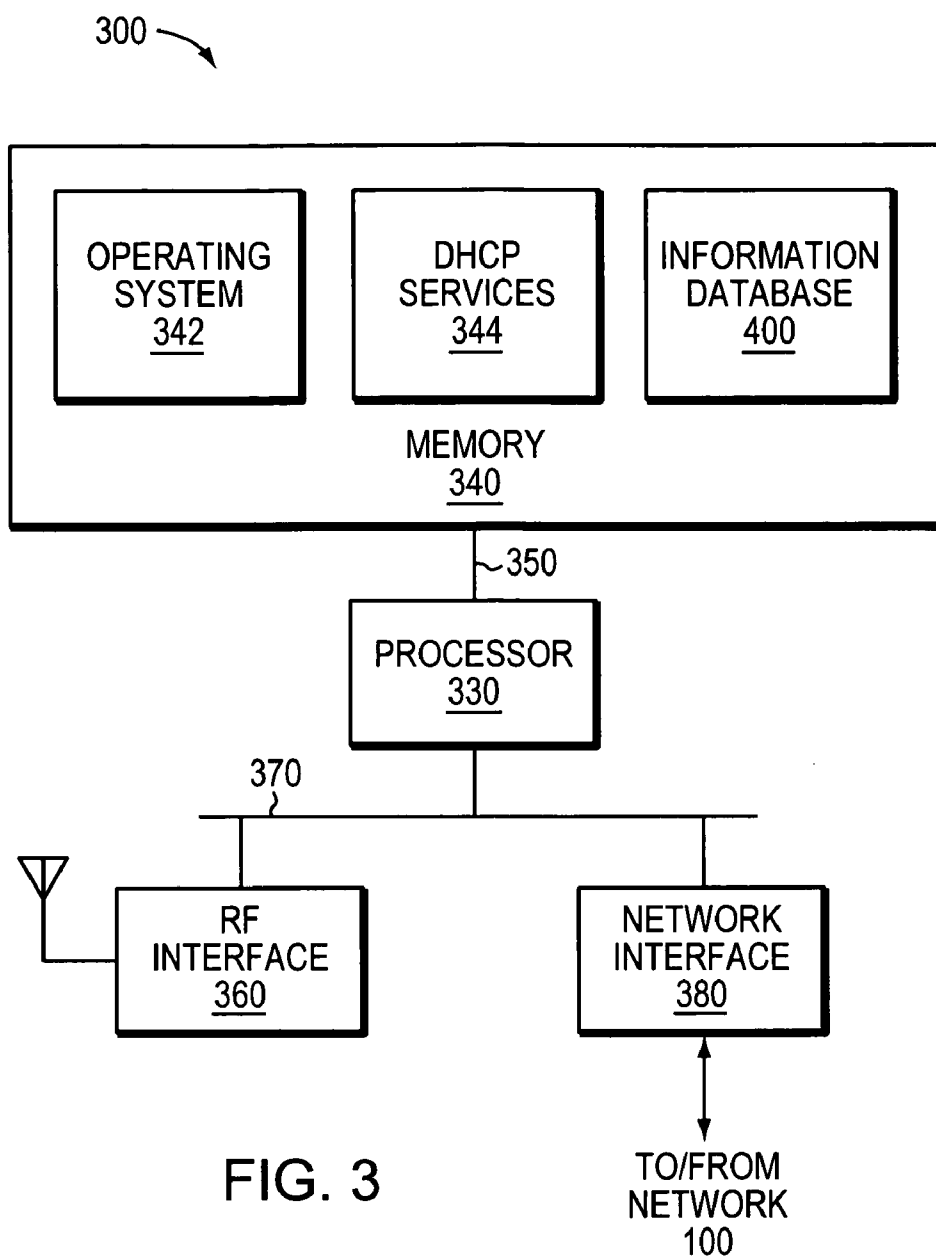 300
OPERATING
SYSTEM
342
DHCP
SERVICES
344
INFORMATION
DATABASE
400
MEMORY
340
350
PROCESSOR
330
370
RF
INTERFACE
360
NETWORK
INTERFACE
380
FIG. 3
TO/FROM
NETWORK
100